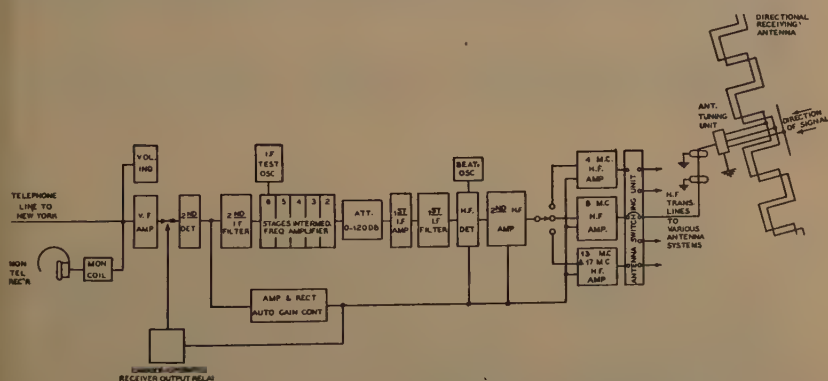 DIRECTIONAL
RECEIVING
ANTENNA
ANT.
TUNING
UNIT
DIRECTION
OF SIGNAL
VOL.
IND
I.F
TEST
OSC
BEAT.
OSC
4 M.C.
H.F.
AMP
TELEPHONE
LINE TO
NEW YORK
V. F
AMP
2ND
DET
2ND
I F
FILTER
6 5 4 3 2
STAGES INTERMED.
FREQ AMPLIFIER
ATT.
0-120DB
1ST
I.F
AMP
1ST
I.F
FILTER
H.F.
DET
2ND H.F
AMP
8 M.C
H.F
AMP.
ANTENNA SWITCHING UNIT
H.F
TRANS.
LINES
TO
VARIOUS
ANTENNA
SYSTEMS
MON
TEL
REC'R
MON
COIL
13 M.C
17 M.C
H.F.
AMP
AMP & RECT
AUTO GAIN CONT
RECEIVER OUTPUT RELAY